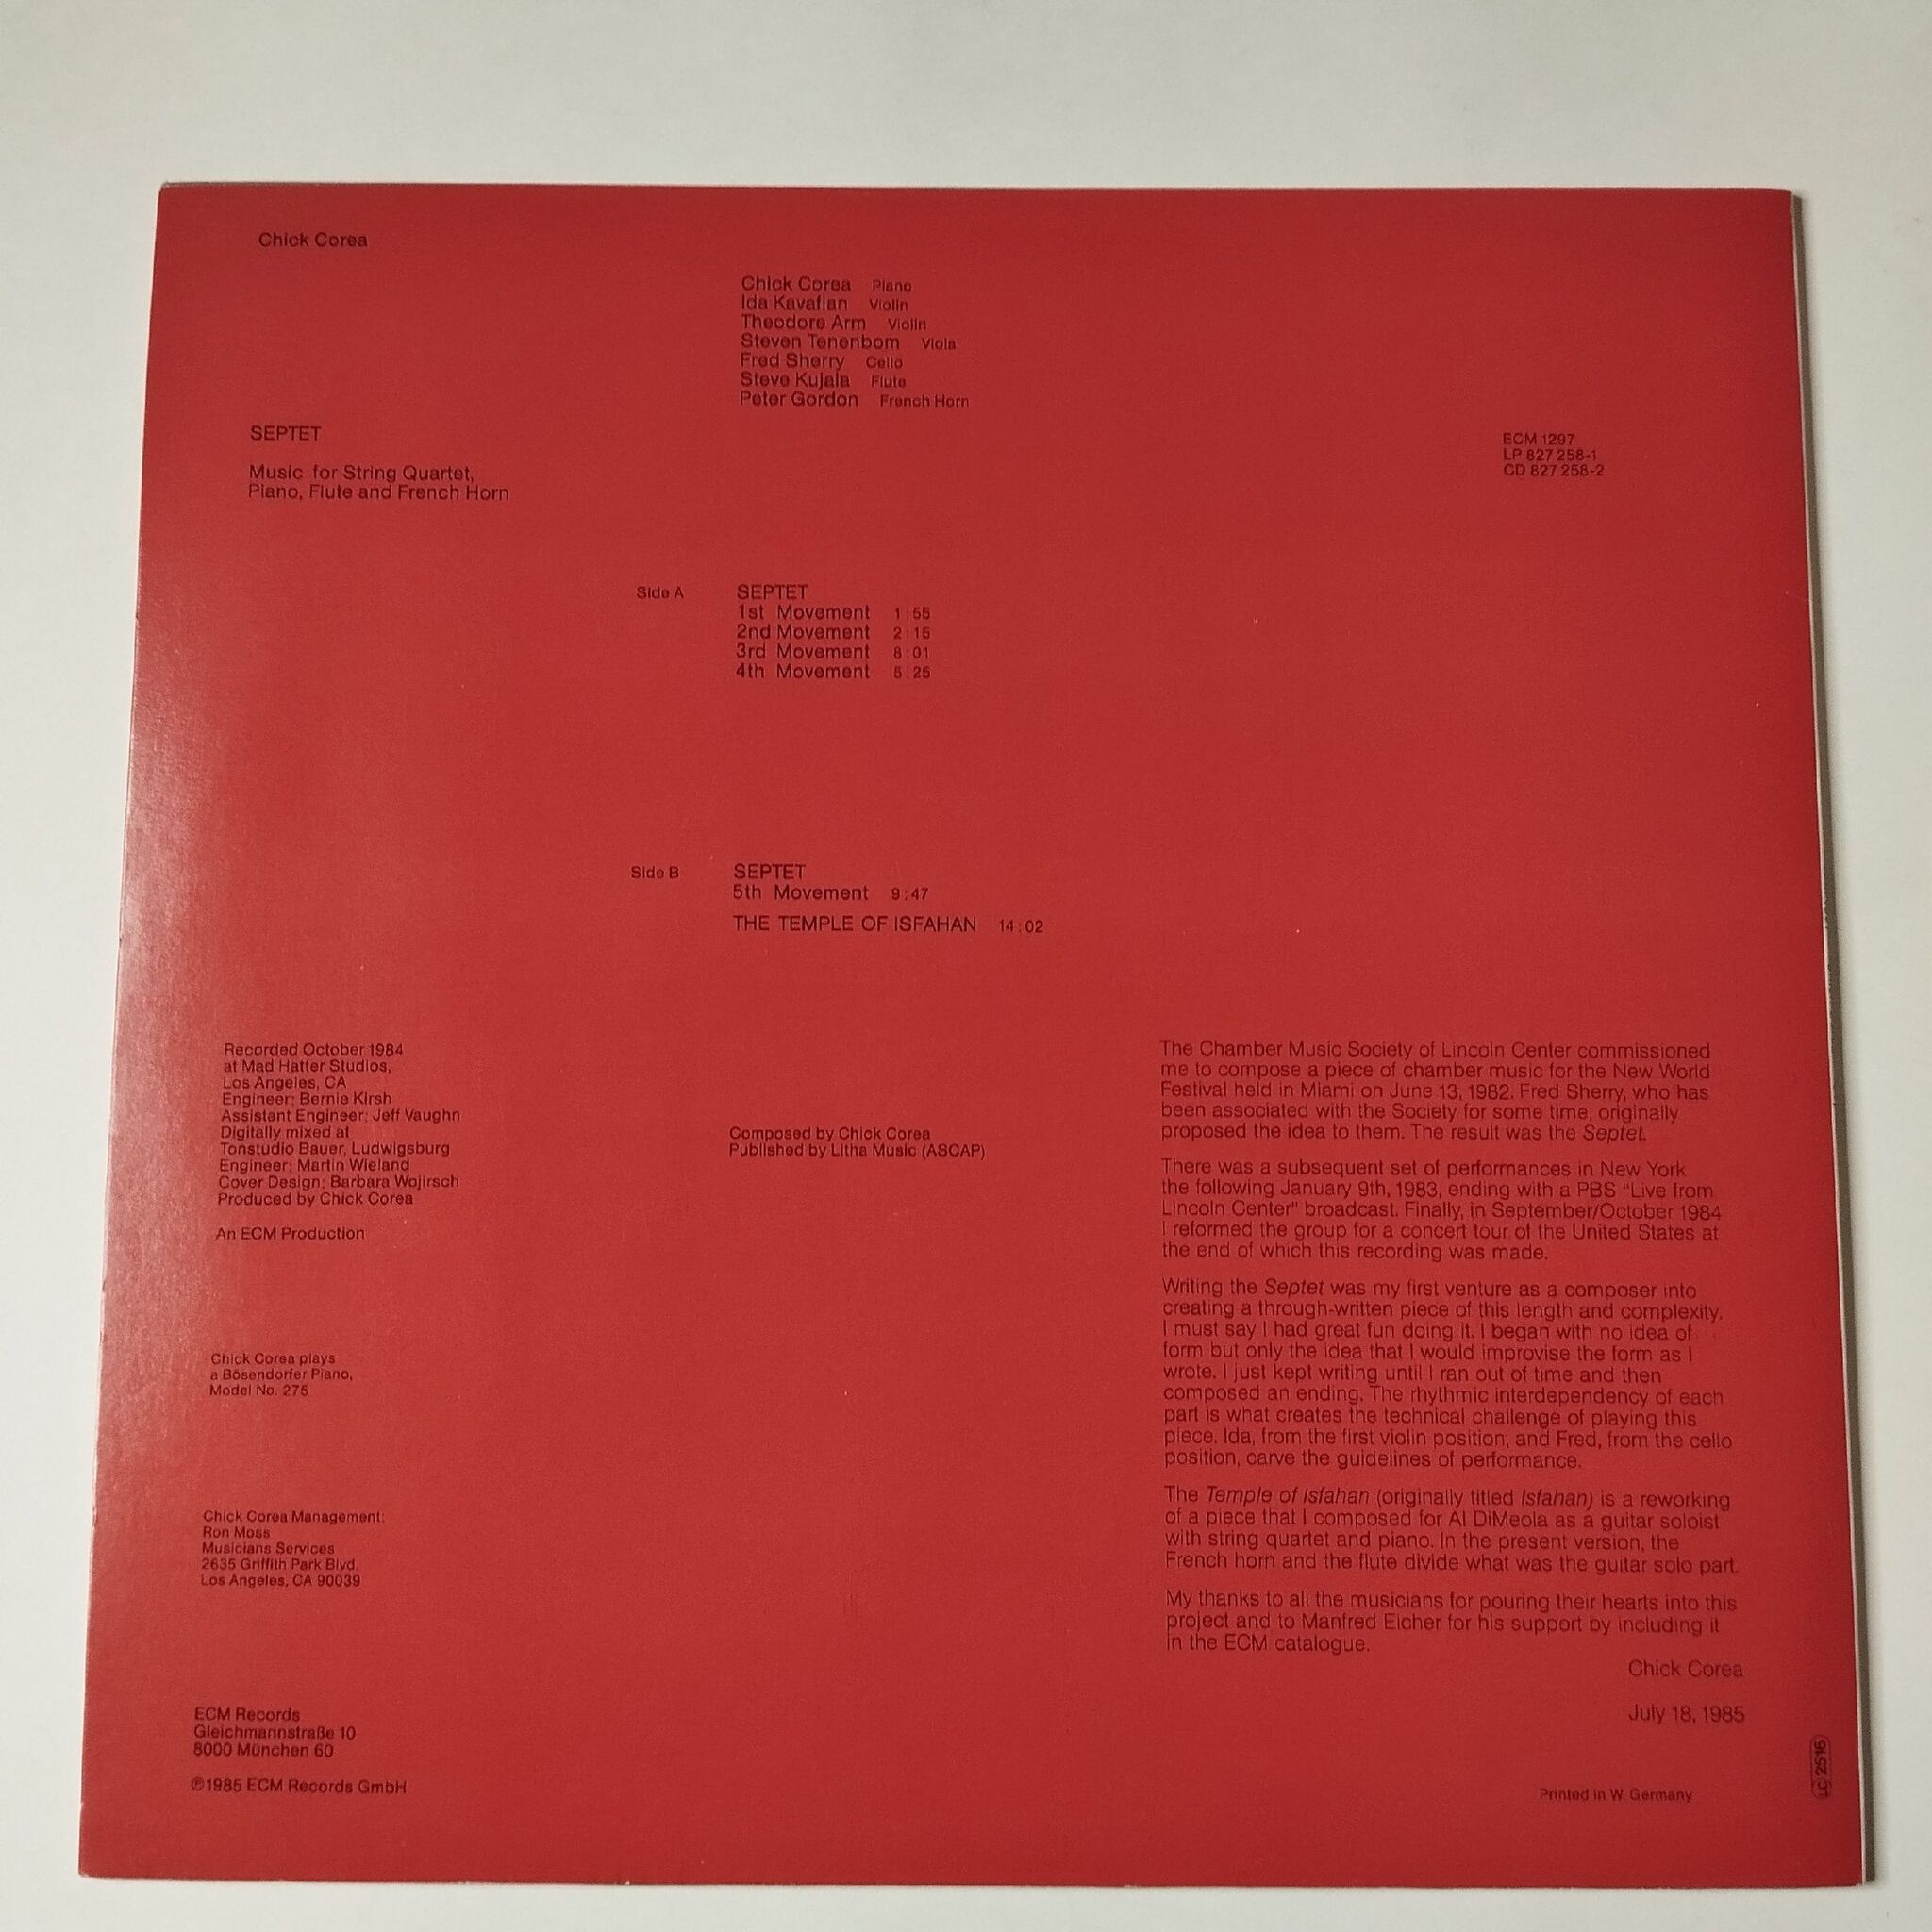 Chick Corea
Chick Corea Piano
Ida Kavafian Violin
Theodore Arm Violin
Steven Tenenbom Viola
Fred Sherry Cello
Steve Kujala Flute
Peter Gordon French Horn
SEPTET
Music for String Quartet,
Piano, Flute and French Horn
ECM 1297
LP 827 258-1
CD 827 258-2
Side A SEPTET
1st Movement 1:55
2nd Movement 2:15
3rd Movement 8:01
4th Movement 5:25
Side B SEPTET
5th Movement 9:47
THE TEMPLE OF ISFAHAN 14:02
Recorded October 1984
at Mad Hatter Studios,
Los Angeles, CA
Engineer: Bernie Kirsh
Assistant Engineer: Jeff Vaughn
Digitally mixed at
Tonstudio Bauer, Ludwigsburg
Engineer: Martin Wieland
Cover Design: Barbara Wojirsch
Produced by Chick Corea
An ECM Production
Chick Corea plays
a Bösendorfer Piano,
Model No. 275
Chick Corea Management:
Ron Moss
Musicians Services
2635 Griffith Park Blvd.
Los Angeles, CA 90039
ECM Records
Gleichmannstraße 10
8000 München 60
℗1985 ECM Records GmbH
Composed by Chick Corea
Published by Litha Music (ASCAP)
The Chamber Music Society of Lincoln Center commissioned
me to compose a piece of chamber music for the New World
Festival held in Miami on June 13, 1982. Fred Sherry, who has
been associated with the Society for some time, originally
proposed the idea to them. The result was the Septet.
There was a subsequent set of performances in New York
the following January 9th, 1983, ending with a PBS "Live from
Lincoln Center" broadcast. Finally, in September/October 1984
I reformed the group for a concert tour of the United States at
the end of which this recording was made.
Writing the Septet was my first venture as a composer into
creating a through-written piece of this length and complexity.
I must say I had great fun doing it. I began with no idea of
form but only the idea that I would improvise the form as I
wrote. I just kept writing until I ran out of time and then
composed an ending. The rhythmic interdependency of each
part is what creates the technical challenge of playing this
piece. Ida, from the first violin position, and Fred, from the cello
position, carve the guidelines of performance.
The Temple of Isfahan (originally titled Isfahan) is a reworking
of a piece that I composed for Al DiMeola as a guitar soloist
with string quartet and piano. In the present version, the
French horn and the flute divide what was the guitar solo part.
My thanks to all the musicians for pouring their hearts into this
project and to Manfred Eicher for his support by including it
in the ECM catalogue.
Chick Corea
July 18, 1985
Printed in W. Germany
LC 2516